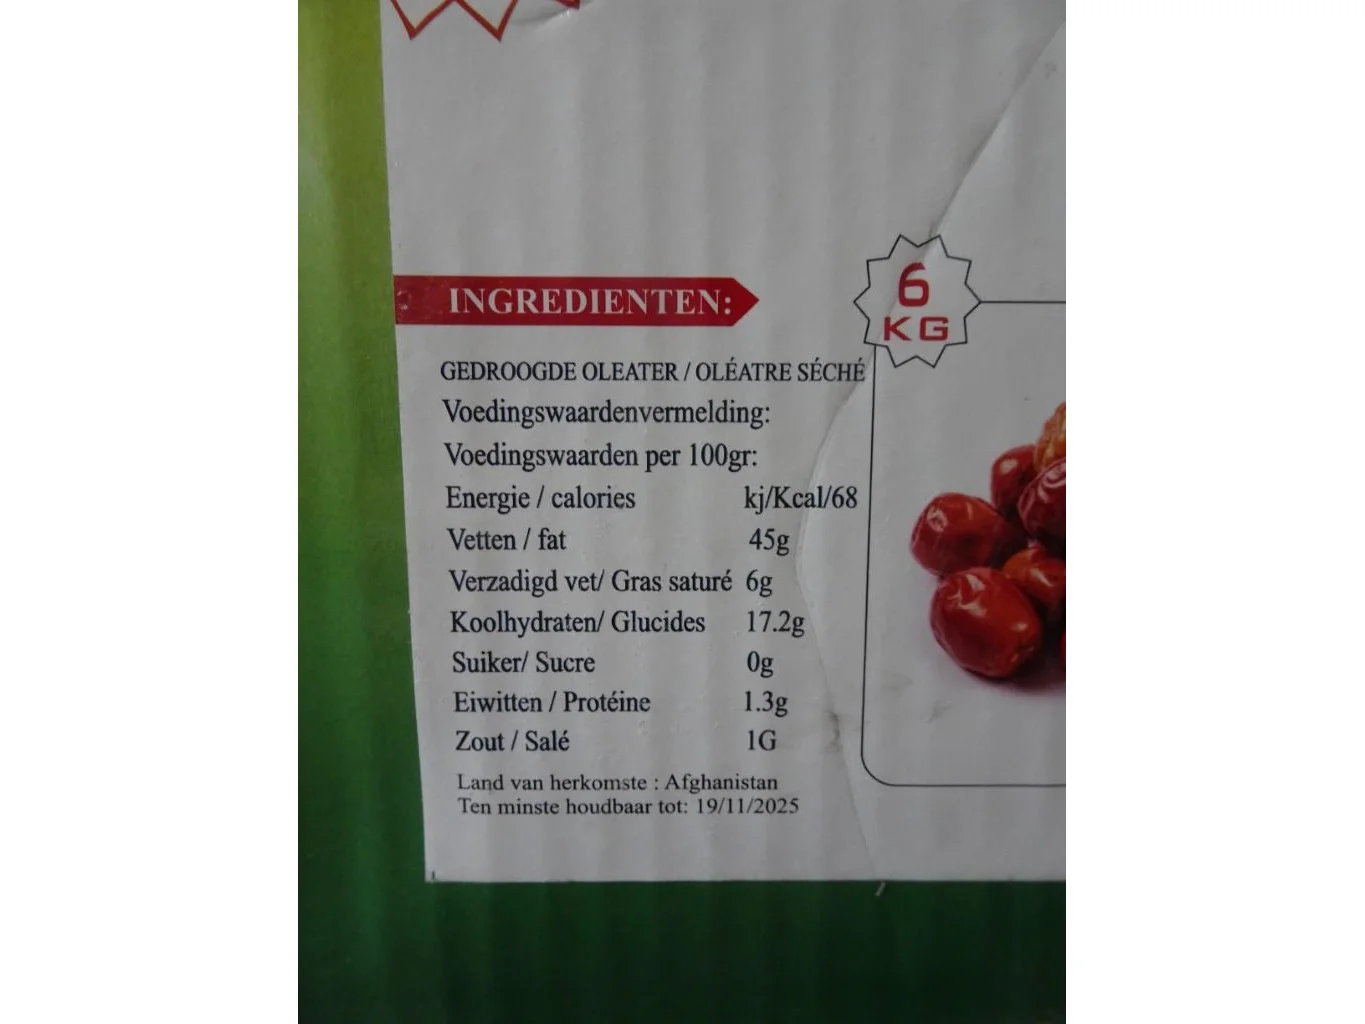 INGREDIENTEN:
6
KG
GEDROOGDE OLEATER / OLÉATRE SÉCHÉ
Voedingswaardenvermelding:
Voedingswaarden per 100gr:
Energie / calories kj/Kcal/68
Vetten / fat 45g
Verzadigd vet/ Gras saturé 6g
Koolhydraten/ Glucides 17.2g
Suiker/ Sucre 0g
Eiwitten / Protéine 1.3g
Zout / Salé 1G
Land van herkomste : Afghanistan
Ten minste houdbaar tot: 19/11/2025